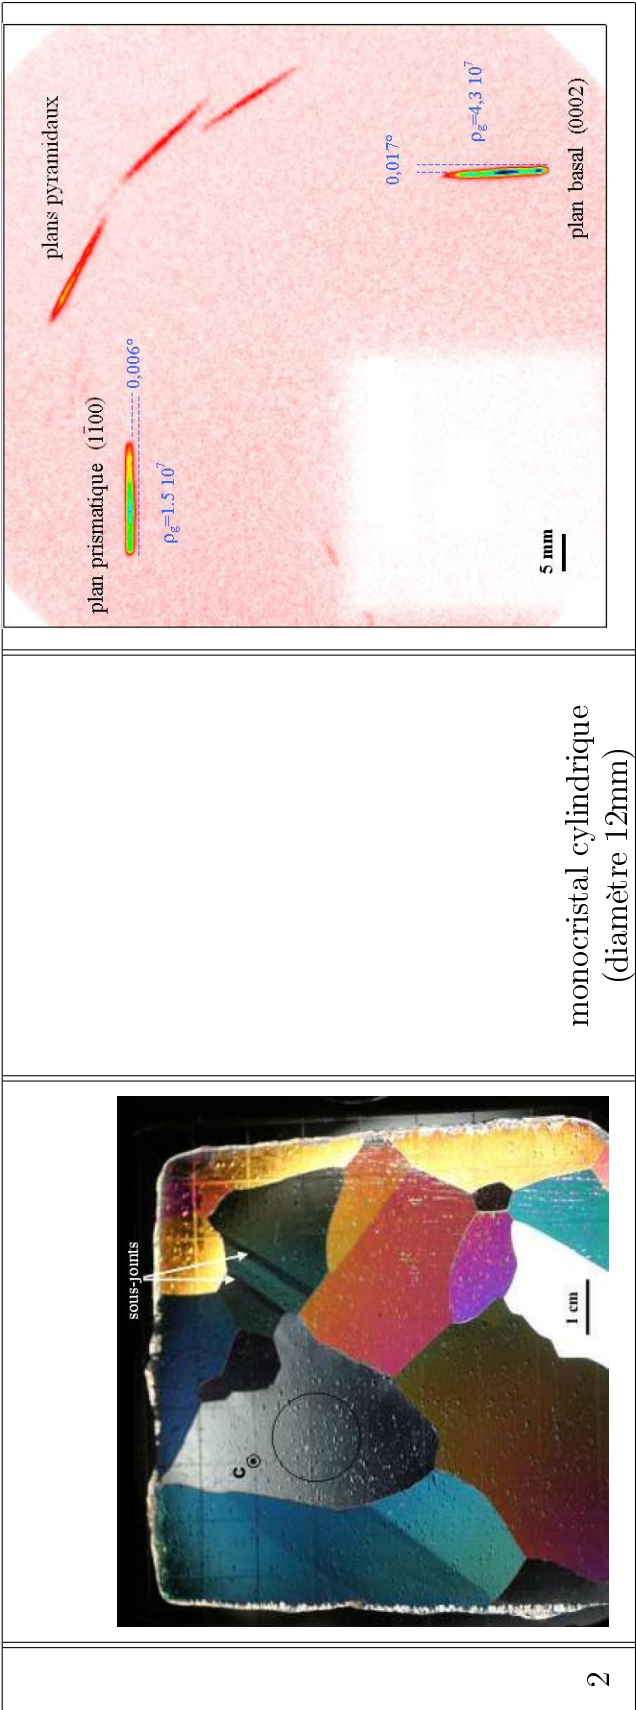 2
sous-joints
c
1 cm
monocristal cylindrique
(diamètre 12mm)
plan prismatique (1̄100)
0,006°
ρg=1.5 10⁷
plans pyramidaux
0,017°
ρg=4,3 10⁷
plan basal (0002)
5 mm